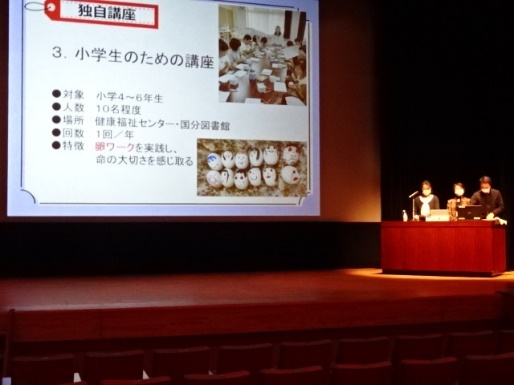 独自講座
3．小学生のための講座
●対象　小学4～6年生
●人数　10名程度
●場所　健康福祉センター・国分図書館
●回数　1回／年
●特徴　卵ワークを実践し、
命の大切さを感じ取る